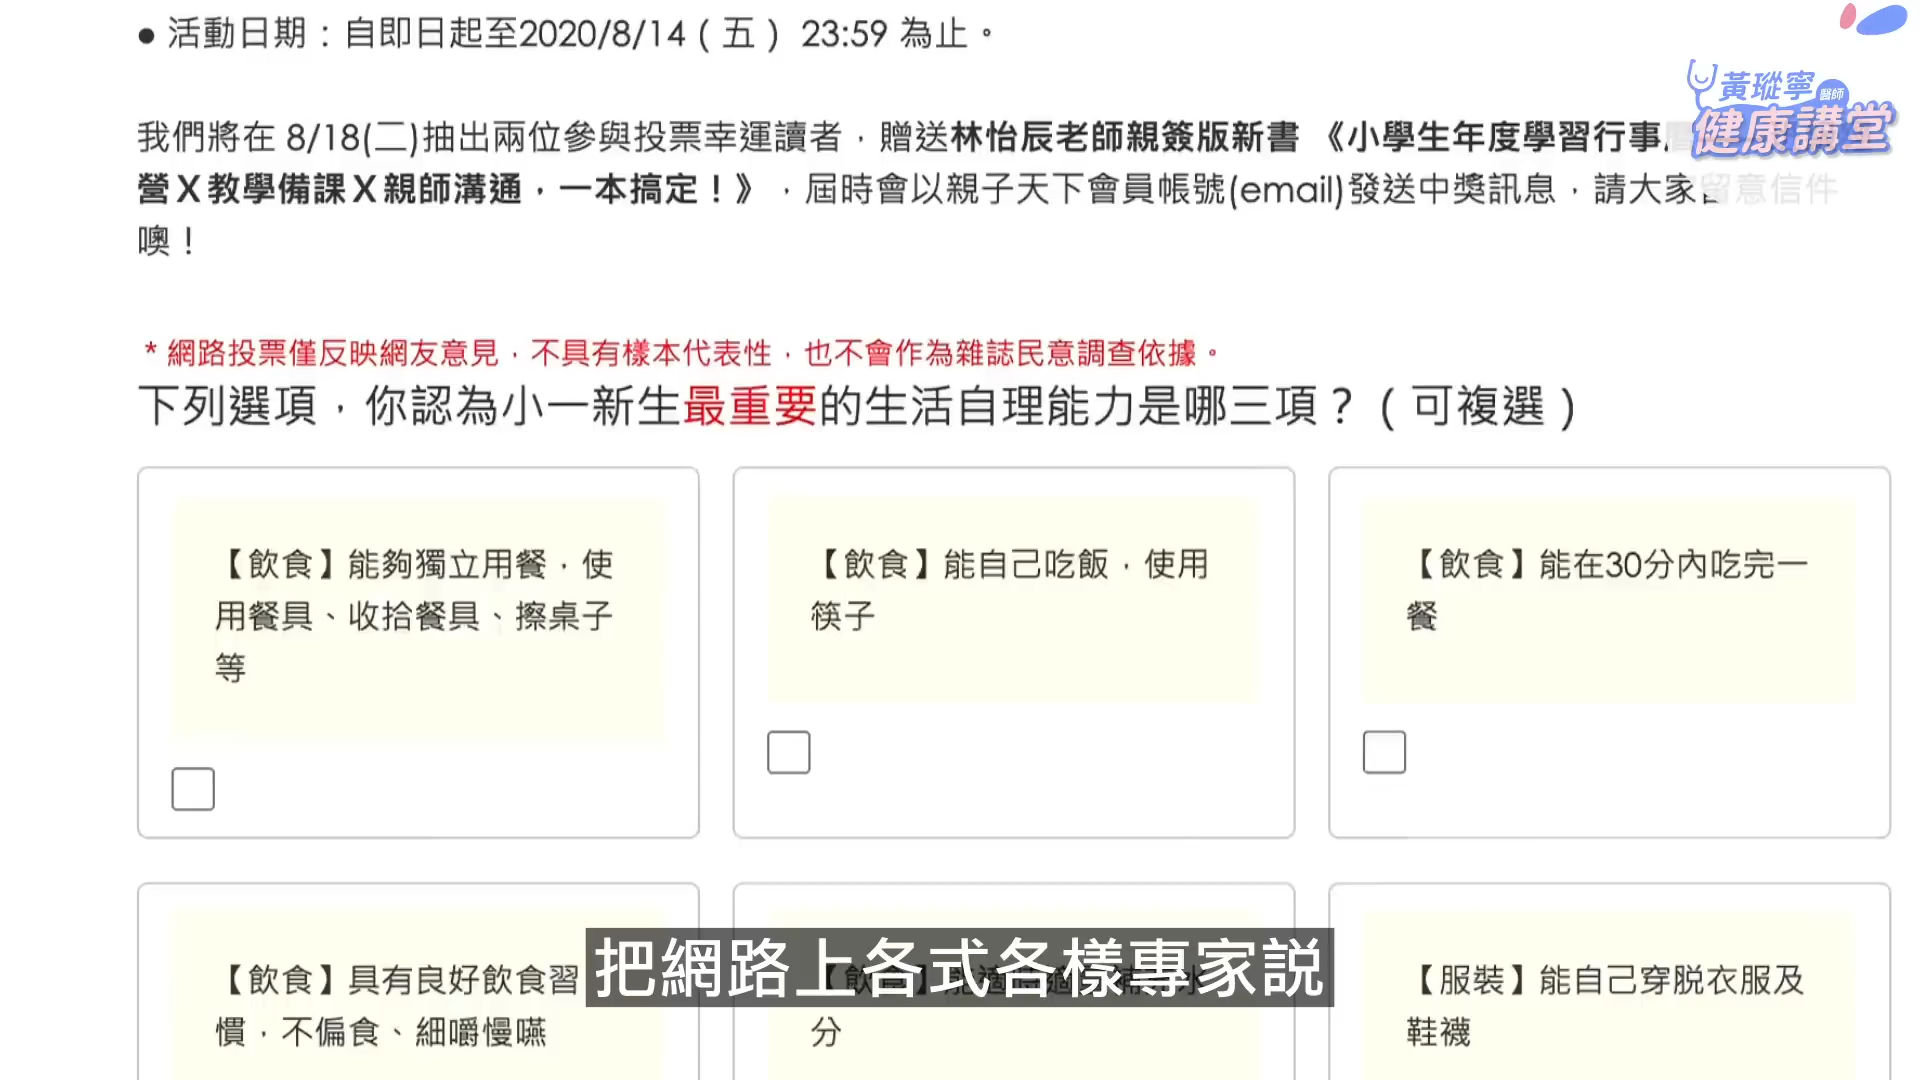 ● 活動日期：自即日起至2020/8/14（五） 23:59 為止。
黃瑽寧
醫師
健康講堂
我們將在 8/18(二)抽出兩位參與投票幸運讀者，贈送林怡辰老師親簽版新書 《小學生年度學習行事
營Ｘ教學備課Ｘ親師溝通，一本搞定！》 ，屆時會以親子天下會員帳號(email)發送中獎訊息，請大家留意信件
噢！
* 網路投票僅反映網友意見，不具有樣本代表性，也不會作為雜誌民意調查依據。
下列選項，你認為小一新生最重要的生活自理能力是哪三項？（可複選）
【飲食】能夠獨立用餐，使
用餐具、收拾餐具、擦桌子
等
【飲食】能自己吃飯，使用
筷子
【飲食】能在30分內吃完一
餐
【飲食】具有良好飲食習
慣，不偏食、細嚼慢嚥
分
【服裝】能自己穿脱衣服及
鞋襪
把網路上各式各樣專家説